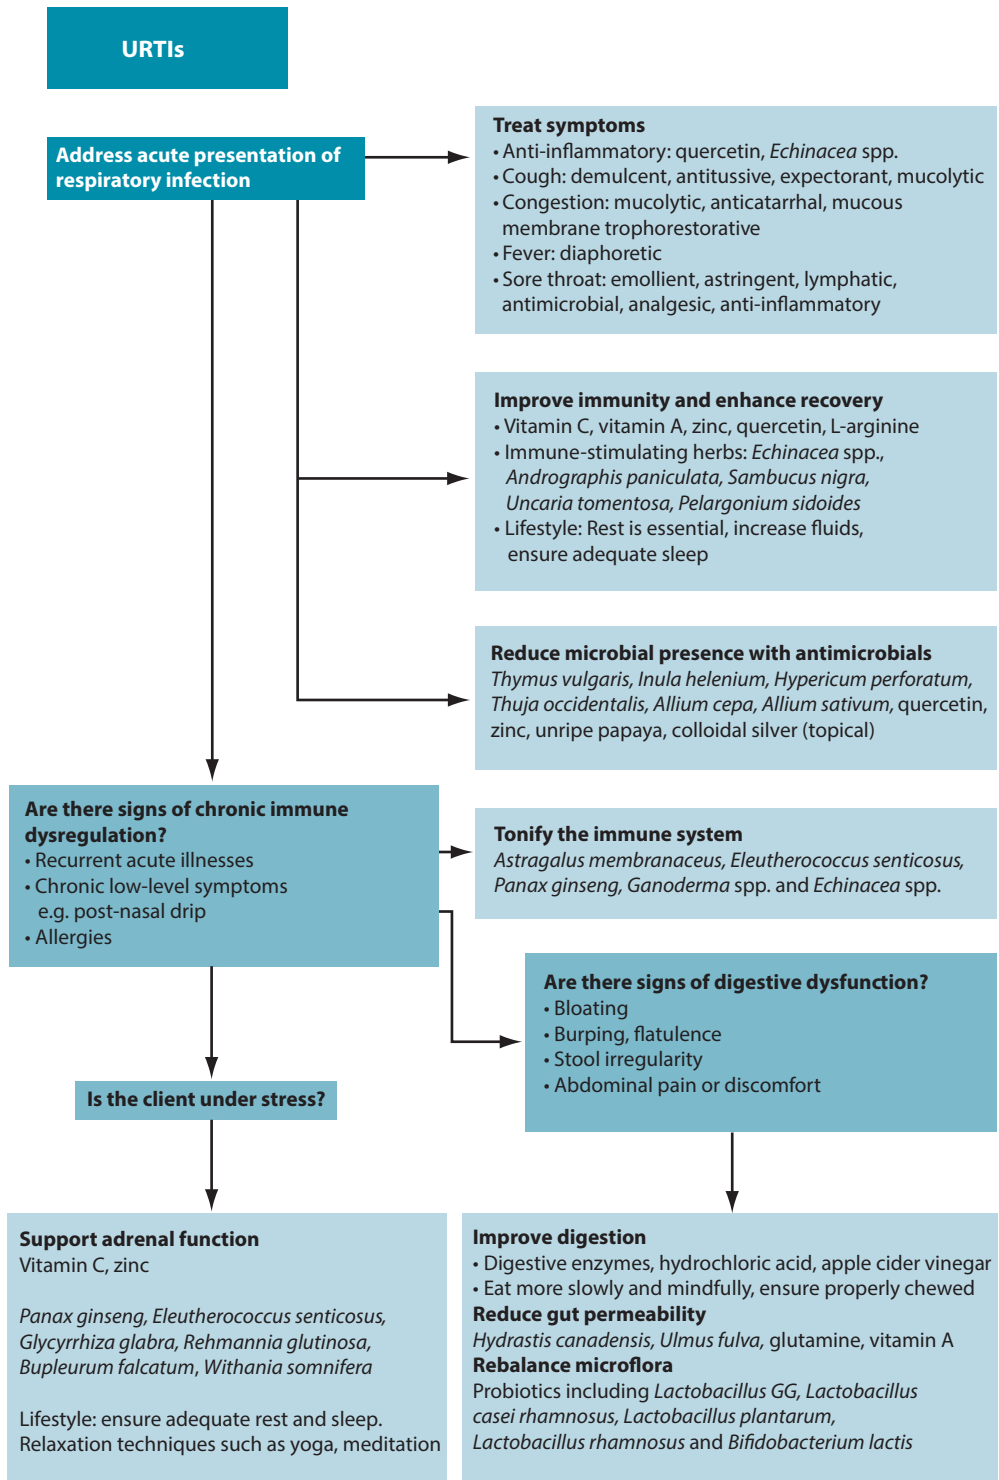 URTIs
Address acute presentation of
respiratory infection
Treat symptoms
• Anti-inflammatory: quercetin, Echinacea spp.
• Cough: demulcent, antitussive, expectorant, mucolytic
• Congestion: mucolytic, anticatarrhal, mucous
membrane trophorestorative
• Fever: diaphoretic
• Sore throat: emollient, astringent, lymphatic,
antimicrobial, analgesic, anti-inflammatory
Improve immunity and enhance recovery
• Vitamin C, vitamin A, zinc, quercetin, L-arginine
• Immune-stimulating herbs: Echinacea spp.,
Andrographis paniculata, Sambucus nigra,
Uncaria tomentosa, Pelargonium sidoides
• Lifestyle: Rest is essential, increase fluids,
ensure adequate sleep
Reduce microbial presence with antimicrobials
Thymus vulgaris, Inula helenium, Hypericum perforatum,
Thuja occidentalis, Allium cepa, Allium sativum, quercetin,
zinc, unripe papaya, colloidal silver (topical)
Are there signs of chronic immune
dysregulation?
• Recurrent acute illnesses
• Chronic low-level symptoms
e.g. post-nasal drip
• Allergies
Tonify the immune system
Astragalus membranaceus, Eleutherococcus senticosus,
Panax ginseng, Ganoderma spp. and Echinacea spp.
Are there signs of digestive dysfunction?
• Bloating
• Burping, flatulence
• Stool irregularity
• Abdominal pain or discomfort
Is the client under stress?
Support adrenal function
Vitamin C, zinc
Panax ginseng, Eleutherococcus senticosus,
Glycyrrhiza glabra, Rehmannia glutinosa,
Bupleurum falcatum, Withania somnifera
Lifestyle: ensure adequate rest and sleep.
Relaxation techniques such as yoga, meditation
Improve digestion
• Digestive enzymes, hydrochloric acid, apple cider vinegar
• Eat more slowly and mindfully, ensure properly chewed
Reduce gut permeability
Hydrastis canadensis, Ulmus fulva, glutamine, vitamin A
Rebalance microflora
Probiotics including Lactobacillus GG, Lactobacillus
casei rhamnosus, Lactobacillus plantarum,
Lactobacillus rhamnosus and Bifidobacterium lactis